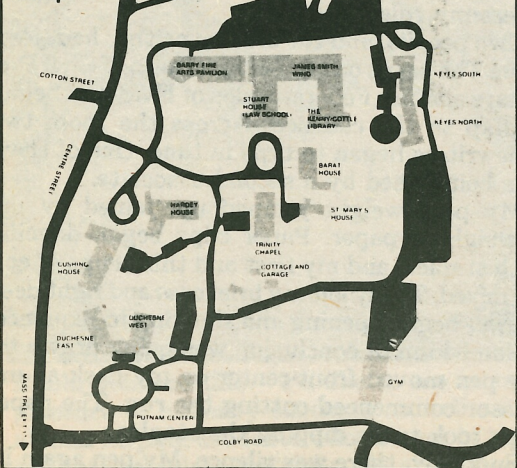 BARRY FINE
ARTS PAVILION
JAMES SMITH
WING
COTTON STREET
KEYES SOUTH
STUART
HOUSE
(LAW SCHOOL)
THE
KENNY/COTTLE
LIBRARY
KEYES NORTH
CENTRE STREET
BARAT
HOUSE
HARDEY
HOUSE
ST MARY'S
HOUSE
TRINITY
CHAPEL
CUSHING
HOUSE
COTTAGE AND
GARAGE
DUCHESNE
WEST
DUCHESNE
EAST
MASS TPKE
GYM
PUTNAM CENTER
COLBY ROAD